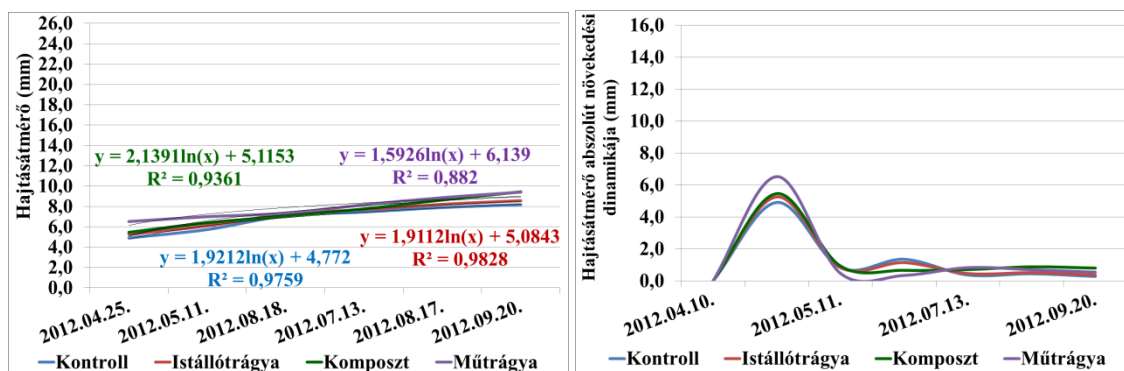 Hajtásátmérő (mm)
26,0
24,0
22,0
20,0
18,0
16,0
14,0
12,0
10,0
8,0
6,0
4,0
2,0
0,0
y = 2,1391ln(x) + 5,1153
R² = 0,9361
y = 1,5926ln(x) + 6,139
R² = 0,882
y = 1,9212ln(x) + 4,772
R² = 0,9759
y = 1,9112ln(x) + 5,0843
R² = 0,9828
2012.04.25.
2012.05.11.
2012.08.18.
2012.07.13.
2012.08.17.
2012.09.20.
Kontroll Istállótrágya Komposzt Műtrágya
Hajtásátmérő abszolút növekedési
dinamikája (mm)
16,0
14,0
12,0
10,0
8,0
6,0
4,0
2,0
0,0
2012.04.10.
2012.05.11.
2012.07.13.
2012.09.20.
Kontroll Istállótrágya Komposzt Műtrágya